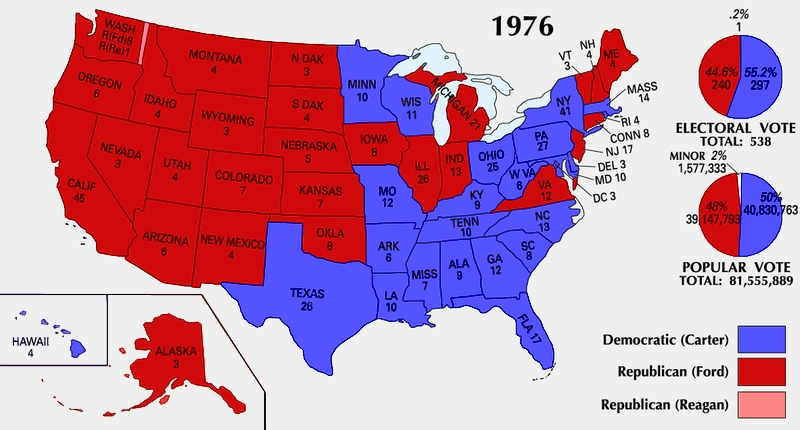 1976
WASH
R(Fd)8
R(Re)1
OREGON
6
CALIF
45
NEVADA
3
IDAHO
4
MONTANA
4
WYOMING
3
UTAH
4
COLORADO
7
ARIZONA
6
NEW MEXICO
4
N DAK
3
S DAK
4
NEBRASKA
5
KANSAS
7
OKLA
8
TEXAS
26
MINN
10
IOWA
8
MO
12
ARK
6
LA
10
WIS
11
ILL
26
MICHIGAN 21
IND
13
OHIO
25
KY
9
TENN
10
MISS
7
ALA
9
GA
12
FLA 17
SC
8
NC
13
VA
12
W VA
6
PA
27
NY
41
VT
3
NH
4
ME
4
MASS
14
RI 4
CONN 8
NJ 17
DEL 3
MD 10
DC 3
HAWAII
4
ALASKA
3
.2%
1
44.6%
240
55.2%
297
ELECTORAL VOTE
TOTAL: 538
MINOR 2%
1,577,333
48%
39,147,793
50%
40,830,763
POPULAR VOTE
TOTAL: 81,555,889
Democratic (Carter)
Republican (Ford)
Republican (Reagan)